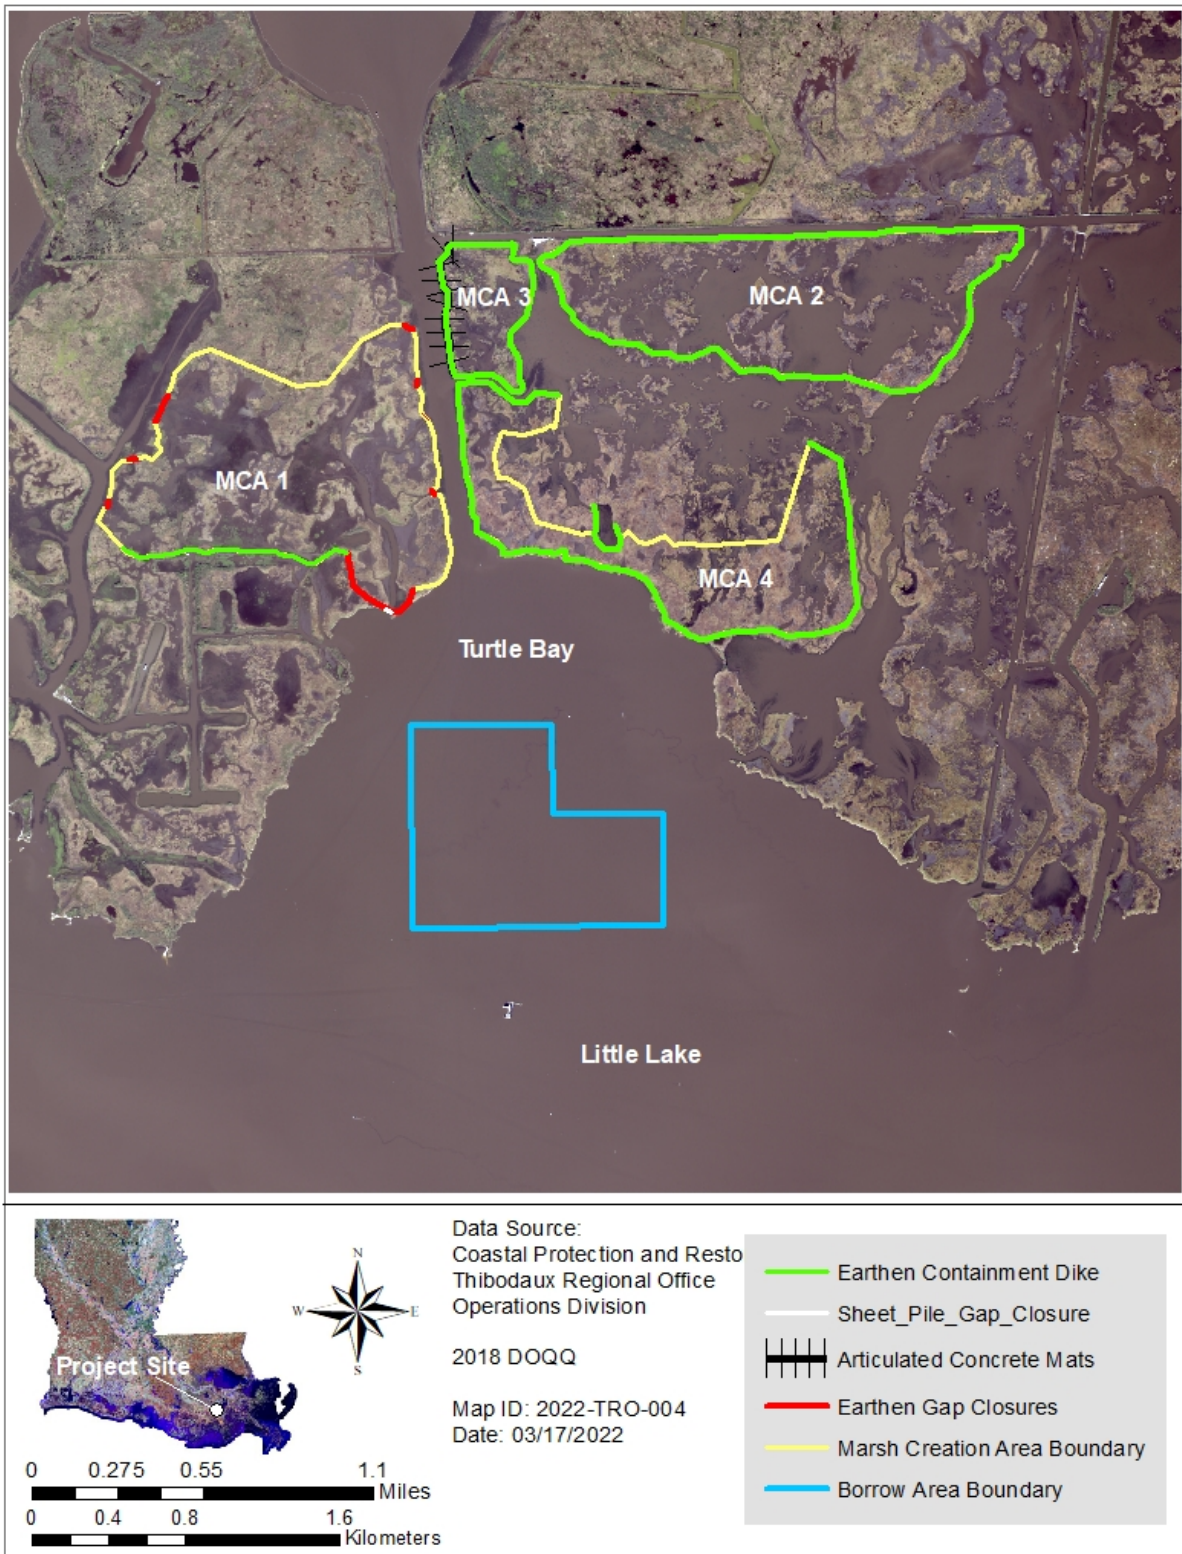 MCA 3
MCA 2
MCA 1
MCA 4
Turtle Bay
Little Lake
Project Site
N
W
E
S
0 0.275 0.55 1.1
Miles
0 0.4 0.8 1.6
Kilometers
Data Source:
Coastal Protection and Resto
Thibodaux Regional Office
Operations Division
2018 DOQQ
Map ID: 2022-TRO-004
Date: 03/17/2022
Earthen Containment Dike
Sheet_Pile_Gap_Closure
Articulated Concrete Mats
Earthen Gap Closures
Marsh Creation Area Boundary
Borrow Area Boundary